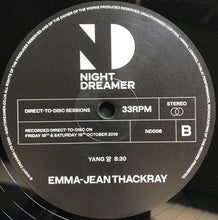 ND
NIGHT
DREAMER
DIRECT-TO-DISC SESSIONS
33RPM
STEREO
RECORDED DIRECT-TO-DISC ON
FRIDAY 18TH & SATURDAY 19TH OCTOBER 2019
ND006
B
YANG 양 8:30
EMMA-JEAN THACKRAY